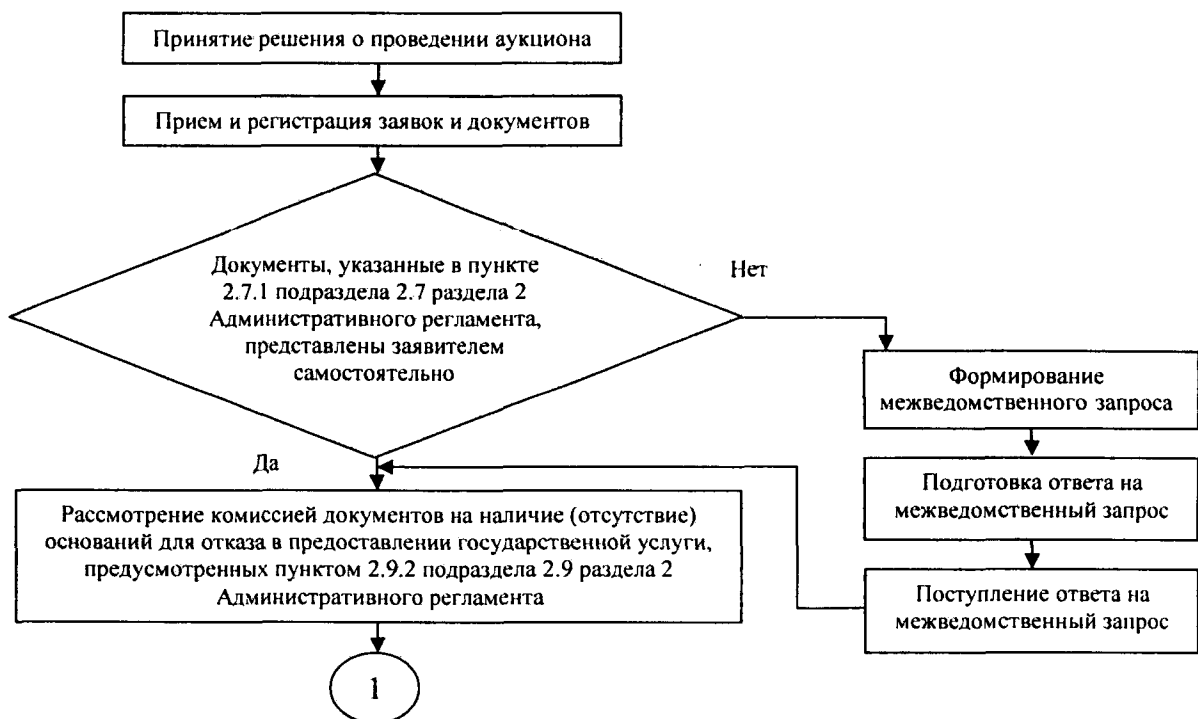 Принятие решения о проведении аукциона
Прием и регистрация заявок и документов
Документы, указанные в пункте
2.7.1 подраздела 2.7 раздела 2
Административного регламента,
представлены заявителем
самостоятельно
Нет
Формирование
межведомственного запроса
Подготовка ответа на
межведомственный запрос
Поступление ответа на
межведомственный запрос
Да
Рассмотрение комиссией документов на наличие (отсутствие)
оснований для отказа в предоставлении государственной услуги,
предусмотренных пунктом 2.9.2 подраздела 2.9 раздела 2
Административного регламента
1